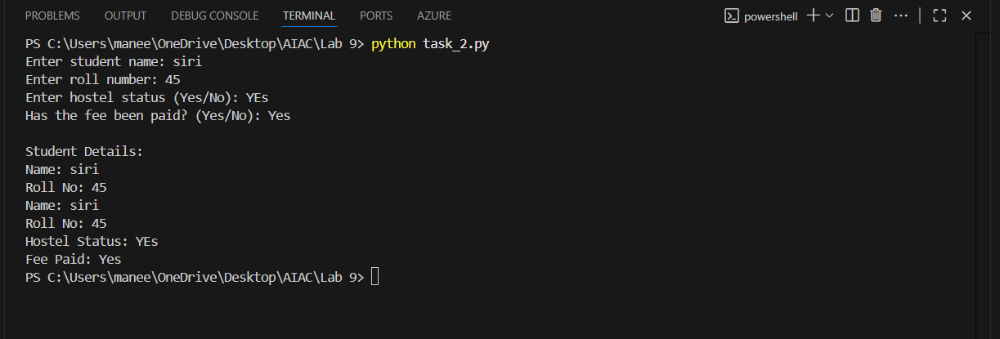 PROBLEMS OUTPUT DEBUG CONSOLE TERMINAL PORTS AZURE powershell
PS C:\Users\manee\OneDrive\Desktop\AIAC\Lab 9> python task_2.py
Enter student name: siri
Enter roll number: 45
Enter hostel status (Yes/No): YEs
Has the fee been paid? (Yes/No): Yes
Student Details:
Name: siri
Roll No: 45
Name: siri
Roll No: 45
Hostel Status: YEs
Fee Paid: Yes
PS C:\Users\manee\OneDrive\Desktop\AIAC\Lab 9>